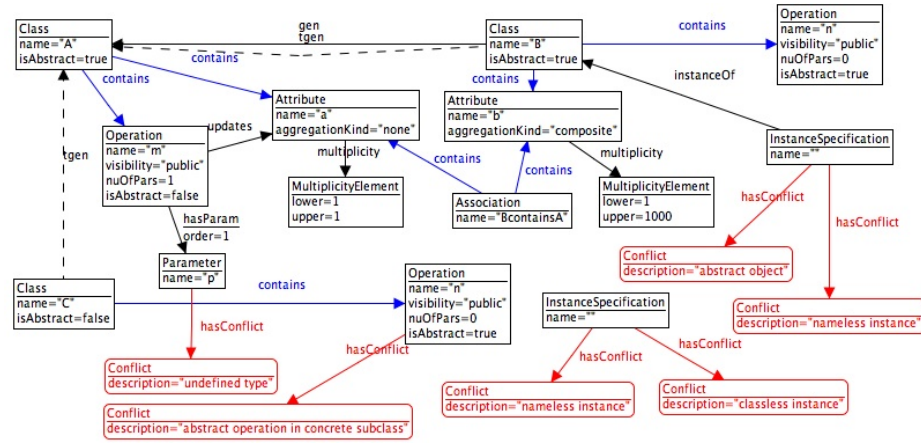 Class
name="A"
isAbstract=true
gen
tgen
Class
name="B"
isAbstract=true
contains
Operation
name="n"
visibility="public"
nuOfPars=0
isAbstract=true
contains
contains
contains
instanceOf
Attribute
name="a"
aggregationKind="none"
Attribute
name="b"
aggregationKind="composite"
tgen
Operation
name="m"
visibility="public"
nuOfPars=1
isAbstract=false
updates
multiplicity
contains
contains
multiplicity
InstanceSpecification
name=""
MultiplicityElement
lower=1
upper=1
Association
name="BcontainsA"
MultiplicityElement
lower=1
upper=1000
hasConflict
hasConflict
hasParam
order=1
Conflict
description="abstract object"
Parameter
name="p"
Class
name="C"
isAbstract=false
contains
Operation
name="n"
visibility="public"
nuOfPars=0
isAbstract=true
InstanceSpecification
name=""
Conflict
description="nameless instance"
hasConflict
hasConflict
hasConflict
hasConflict
Conflict
description="undefined type"
Conflict
description="nameless instance"
Conflict
description="classless instance"
Conflict
description="abstract operation in concrete subclass"